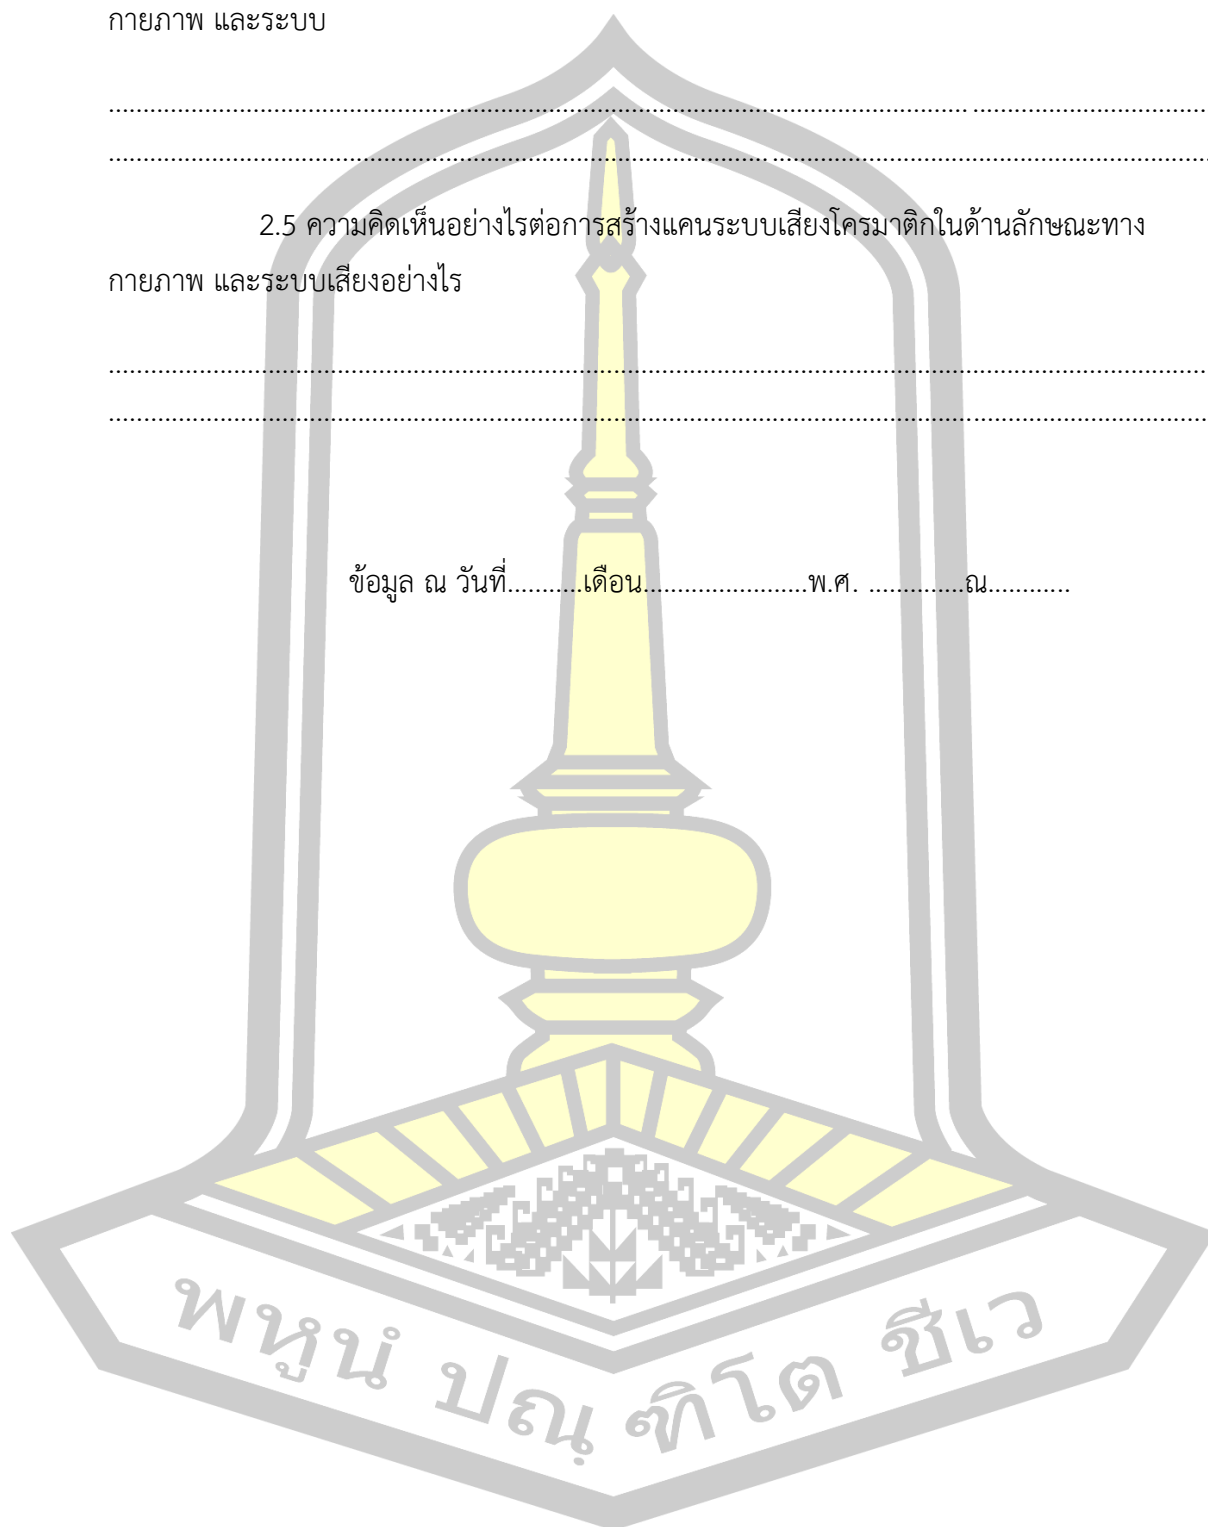 กายภาพ และระบบ
............................................................................................................................. ..................................
................................................................................................. ................................................................
2.5 ความคิดเห็นอย่างไรต่อการสร้างแคนระบบเสียงโครมาติกในด้านลักษณะทาง
กายภาพ และระบบเสียงอย่างไร
................................................................................................................................................................
................................................................................................................................................................
ข้อมูล ณ วันที่...........เดือน........................พ.ศ. ..............ณ............
พหูนํ ปณฺฑิโต ชีเว